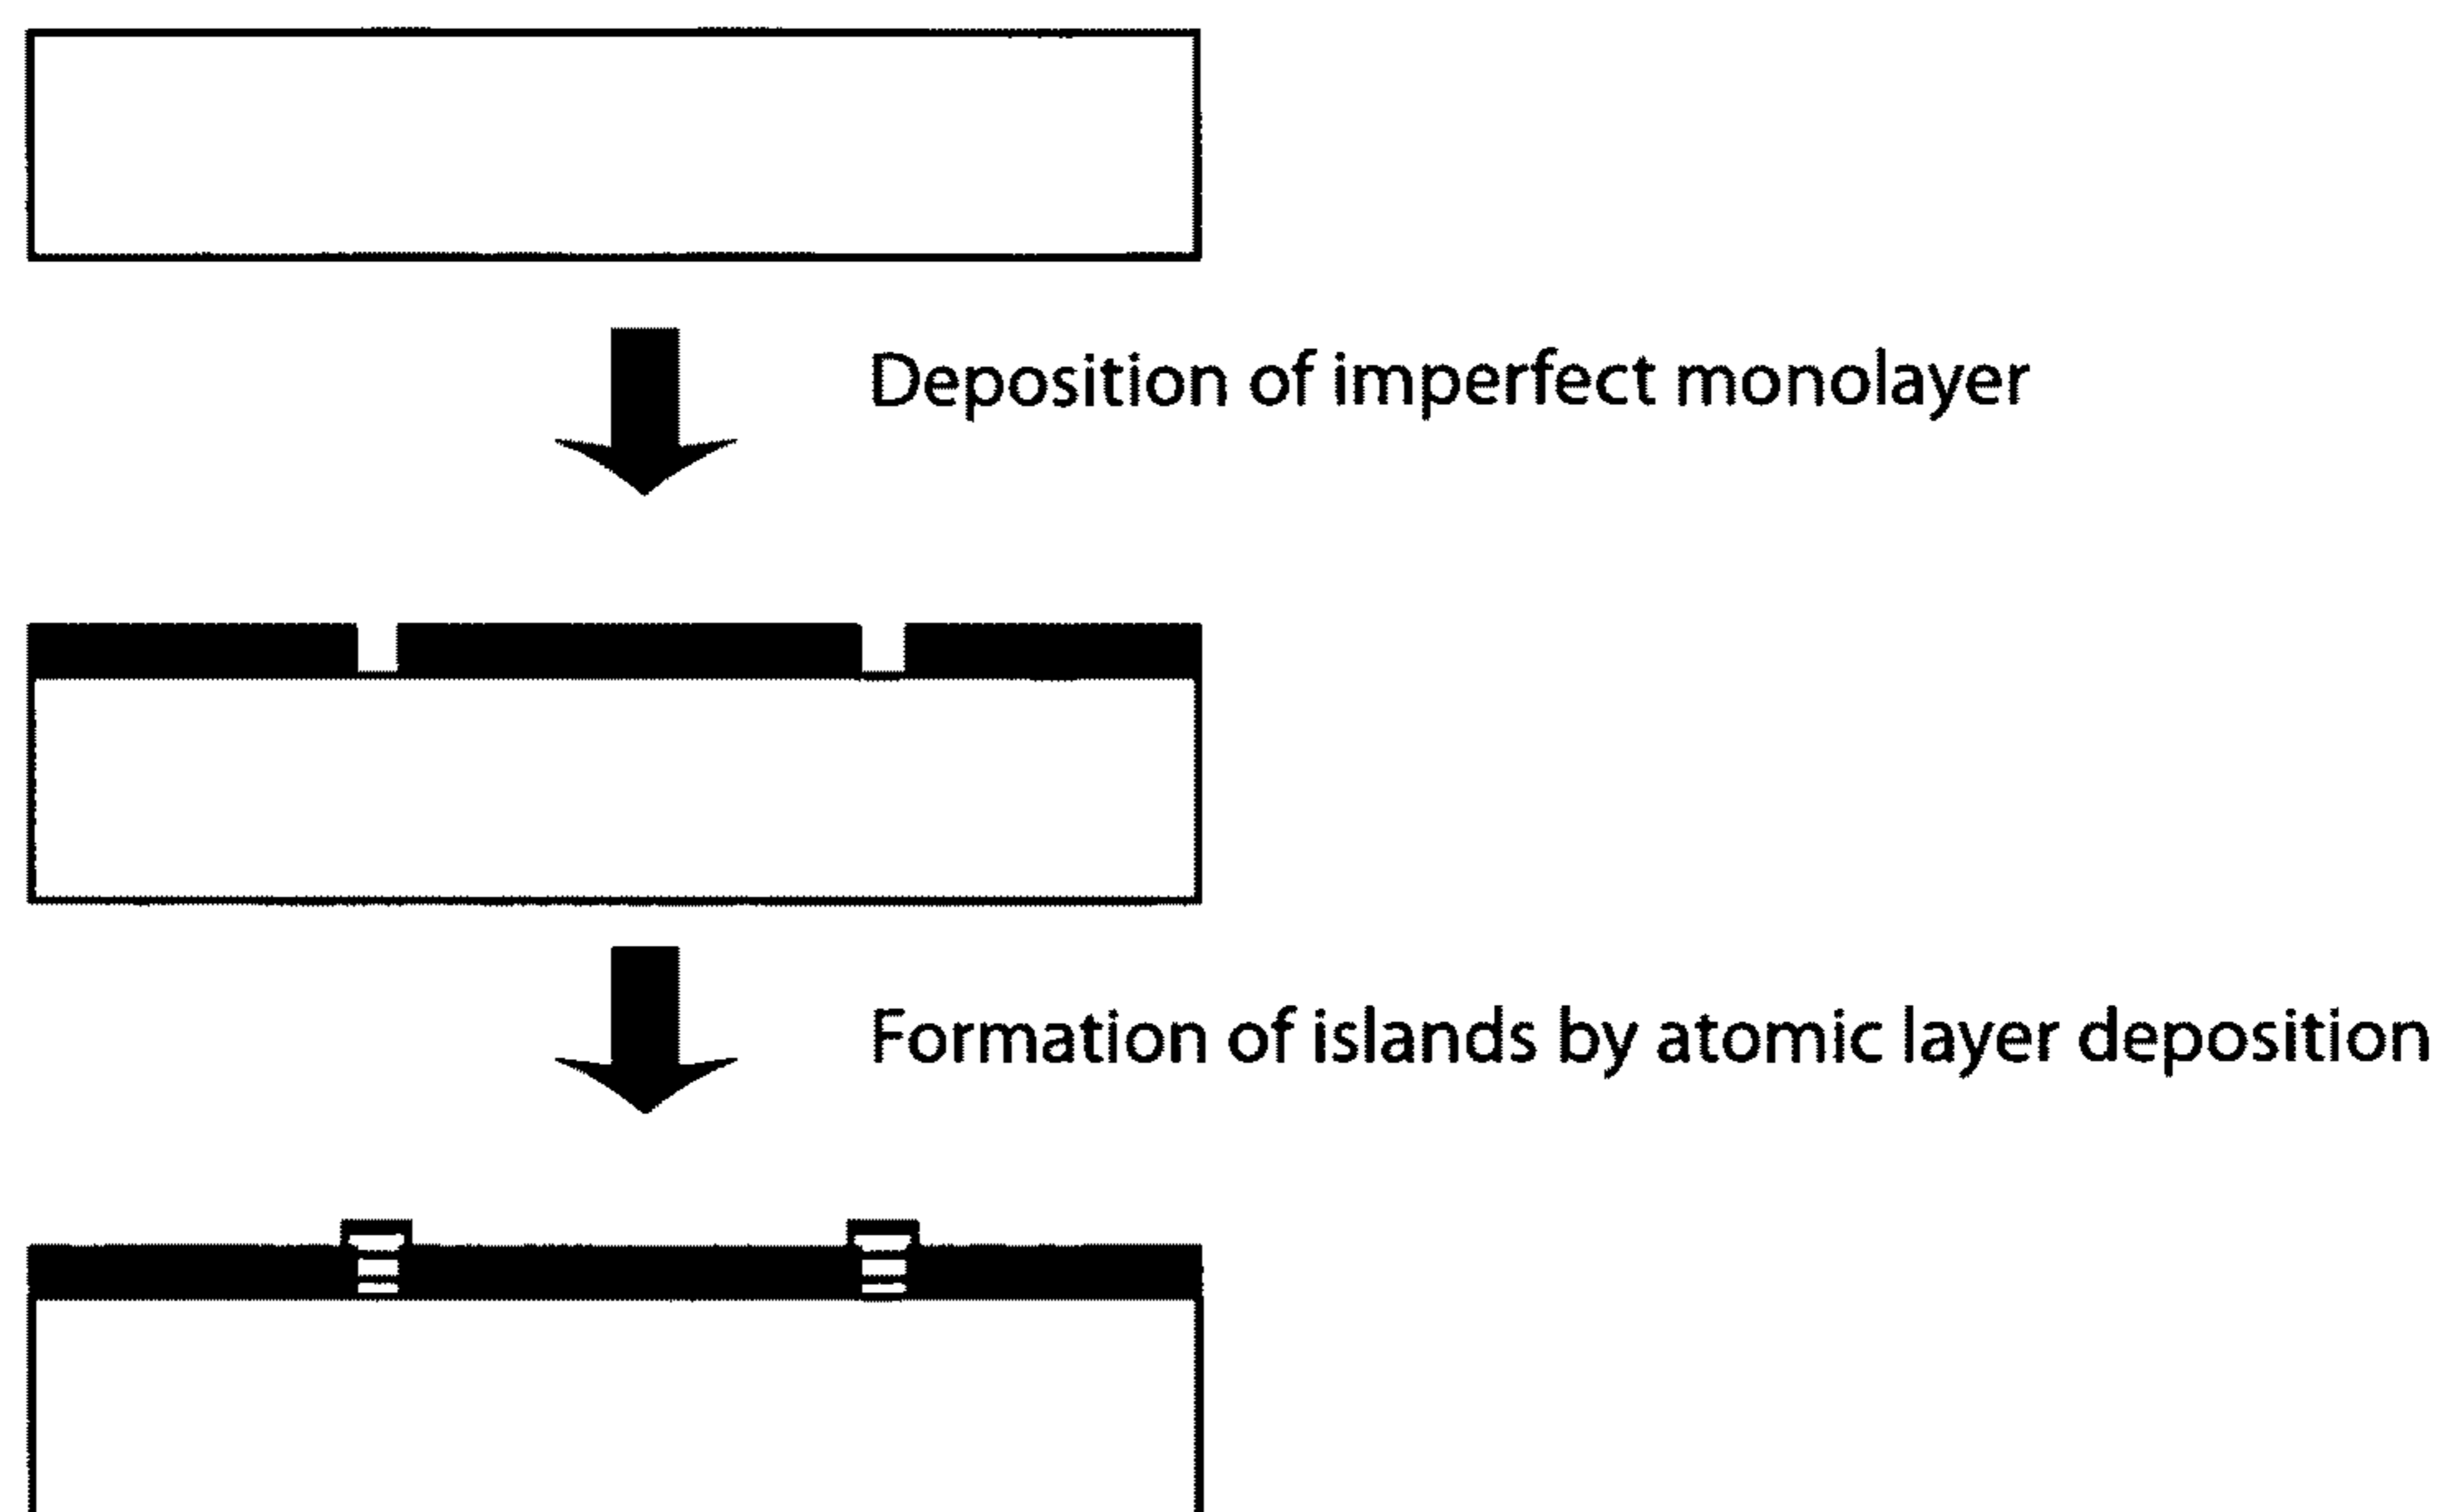 Deposition of imperfect monolayer
Formation of islands by atomic layer deposition